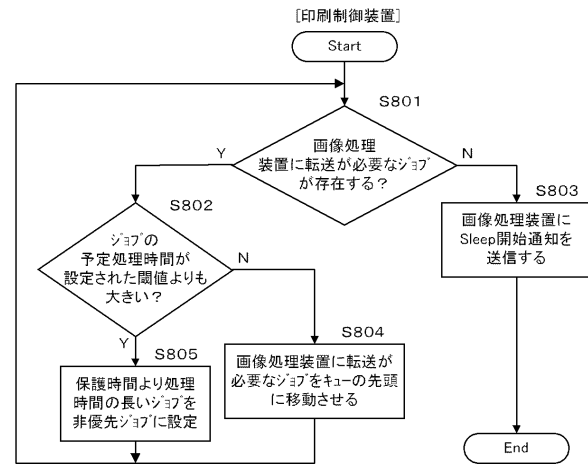 [印刷制御装置]
Start
S801
画像処理
装置に転送が必要なｼﾞｮﾌﾞ
が存在する？
Y
N
S802
ｼﾞｮﾌﾞの
予定処理時間が
設定された閾値よりも
大きい？
S803
画像処理装置に
Sleep開始通知を
送信する
N
Y
S804
画像処理装置に転送が
必要なｼﾞｮﾌﾞをｷｭｰの先頭
に移動させる
S805
保護時間より処理
時間の長いｼﾞｮﾌﾞを
非優先ｼﾞｮﾌﾞに設定
End